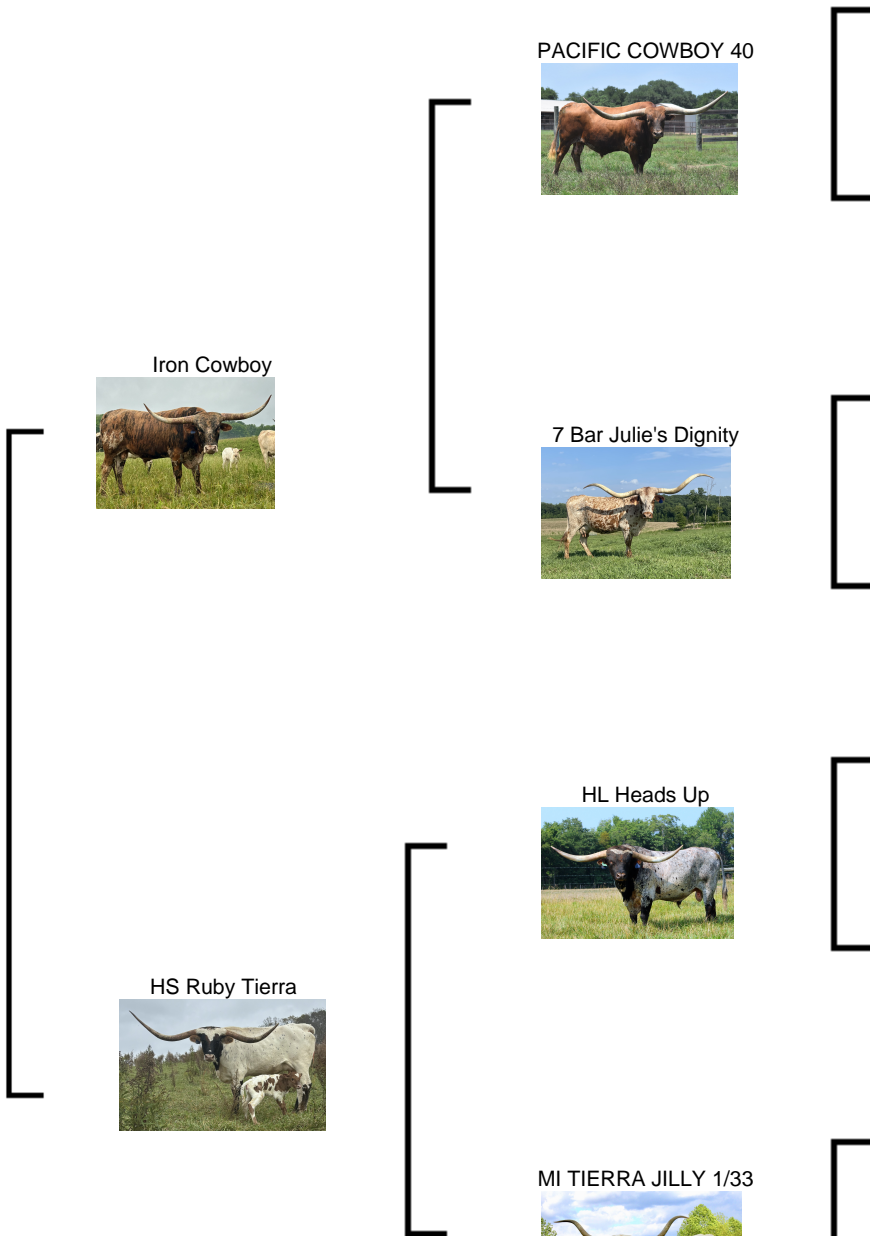 PACIFIC COWBOY 40
Iron Cowboy
7 Bar Julie's Dignity
HL Heads Up
HS Ruby Tierra
MI TIERRA JILLY 1/33